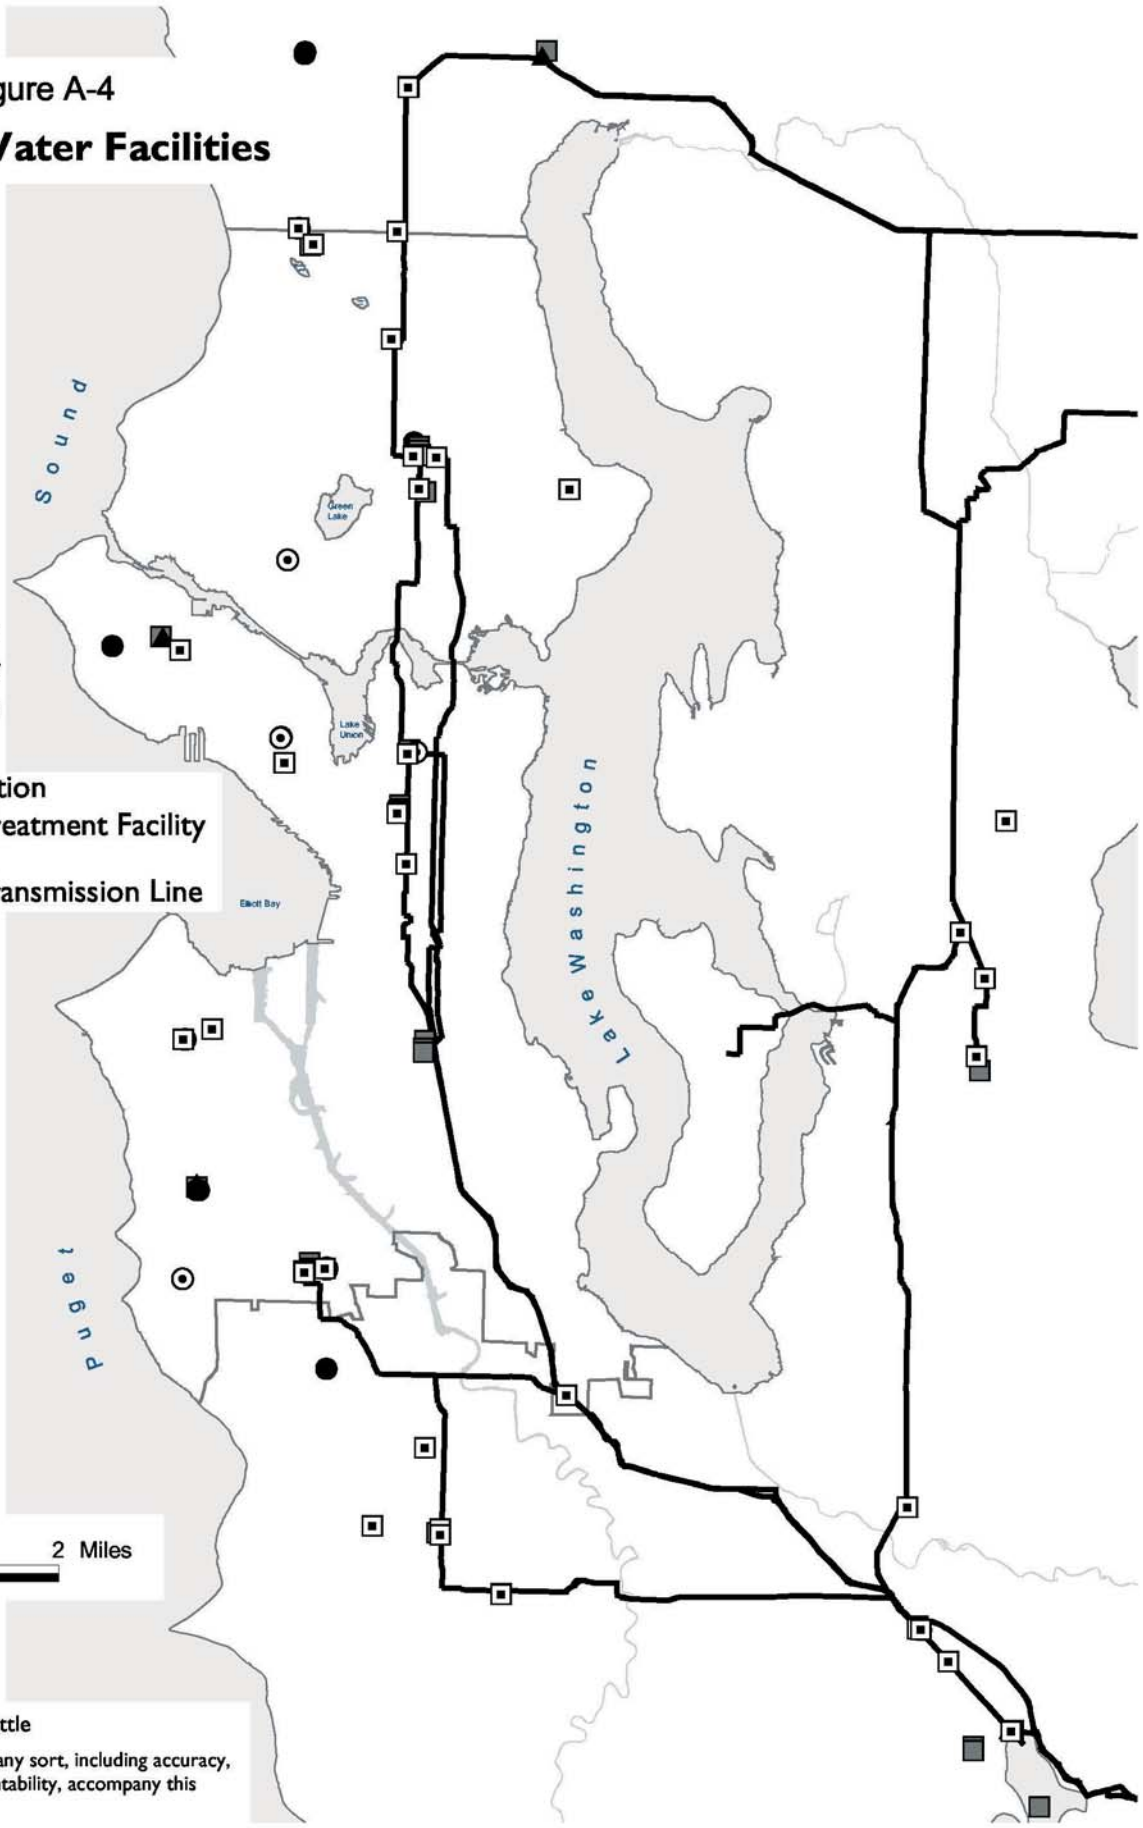 gure A-4
Vater Facilities
Sound
Green
Lake
Lake
Union
tion
reatment Facility
ansmission Line
Elliott Bay
Lake Washington
Puget
2 Miles
ttle
any sort, including accuracy,
ntability, accompany this